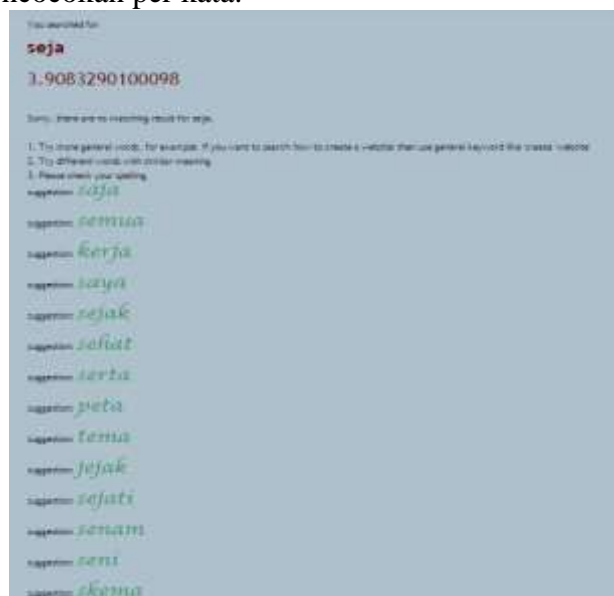 ncocokan per kata.
You searched for:
seja
3.9083290100098
Sorry, there are no matching result for seja.
1. Try more general words, for example: If you want to search how to create a website then use general keyword like 'create' 'website'
2. Try different words with similar meaning
3. Please check your spelling
suggestion: saja
suggestion: semua
suggestion: kerja
suggestion: saya
suggestion: sejak
suggestion: sehat
suggestion: serta
suggestion: peta
suggestion: tema
suggestion: jejak
suggestion: sejati
suggestion: senam
suggestion: seni
suggestion: skema